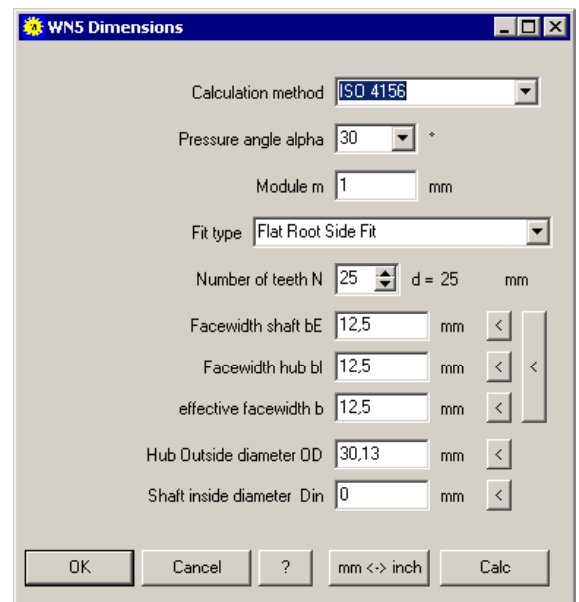 WN5 Dimensions
Calculation method ISO 4156
Pressure angle alpha 30 °
Module m 1 mm
Fit type Flat Root Side Fit
Number of teeth N 25 d = 25 mm
Facewidth shaft bE 12,5 mm <
Facewidth hub bI 12,5 mm < <
effective facewidth b 12,5 mm <
Hub Outside diameter OD 30,13 mm <
Shaft inside diameter Din 0 mm <
OK Cancel ? mm <-> inch Calc